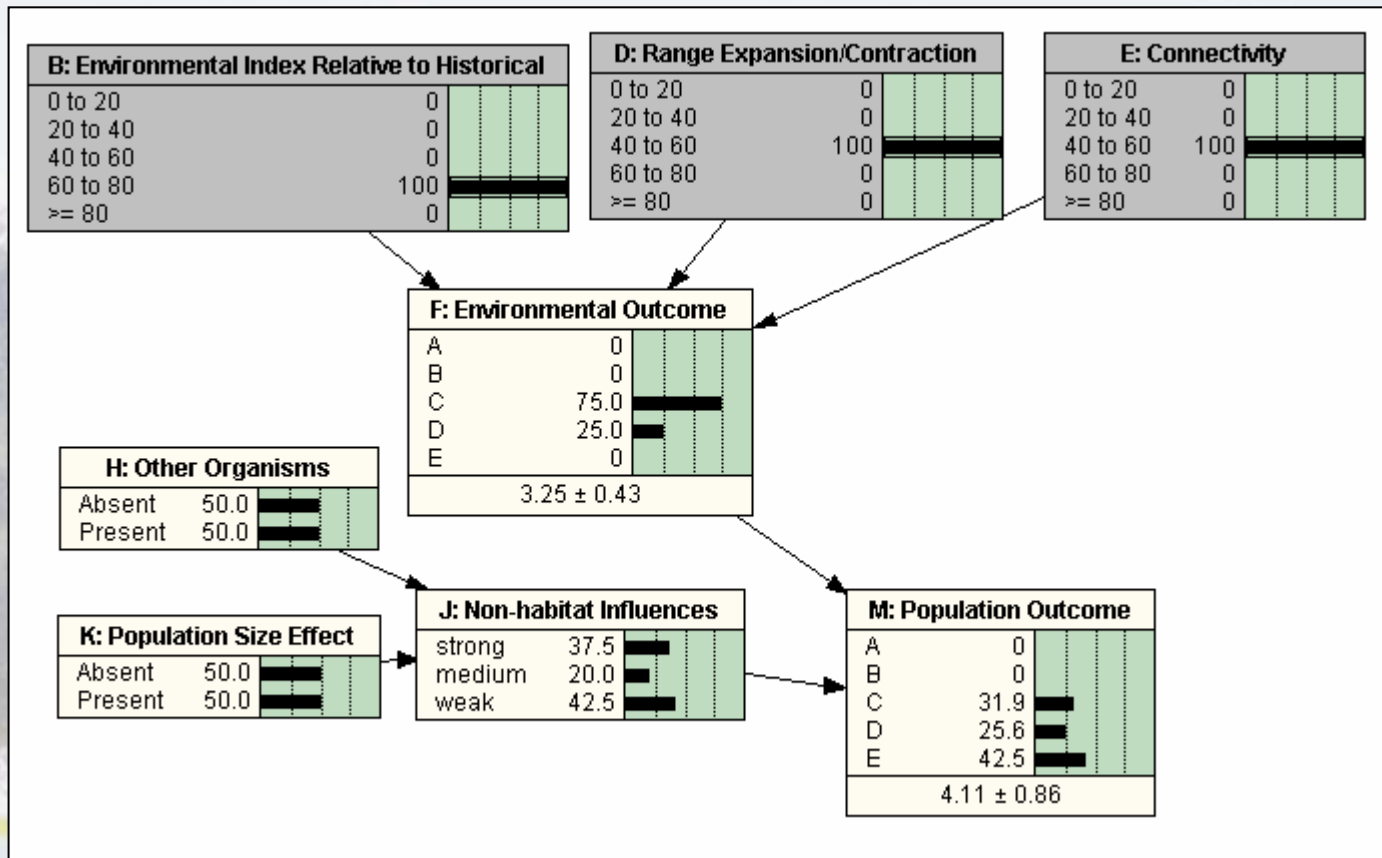 B: Environmental Index Relative to Historical
0 to 20 0
20 to 40 0
40 to 60 0
60 to 80 100
>= 80 0
D: Range Expansion/Contraction
0 to 20 0
20 to 40 0
40 to 60 100
60 to 80 0
>= 80 0
E: Connectivity
0 to 20 0
20 to 40 0
40 to 60 100
60 to 80 0
>= 80 0
F: Environmental Outcome
A 0
B 0
C 75.0
D 25.0
E 0
3.25 ± 0.43
H: Other Organisms
Absent 50.0
Present 50.0
K: Population Size Effect
Absent 50.0
Present 50.0
J: Non-habitat Influences
strong 37.5
medium 20.0
weak 42.5
M: Population Outcome
A 0
B 0
C 31.9
D 25.6
E 42.5
4.11 ± 0.86